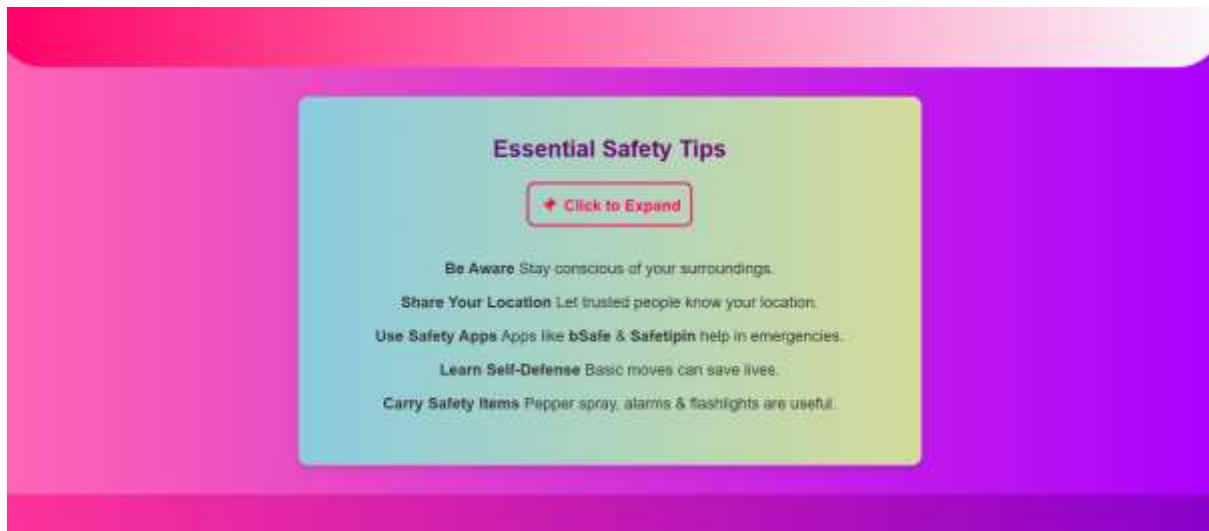 Essential Safety Tips
Click to Expand
Be Aware Stay conscious of your surroundings.
Share Your Location Let trusted people know your location.
Use Safety Apps Apps like bSafe & Safetipin help in emergencies.
Learn Self-Defense Basic moves can save lives.
Carry Safety Items Pepper spray, alarms & flashlights are useful.